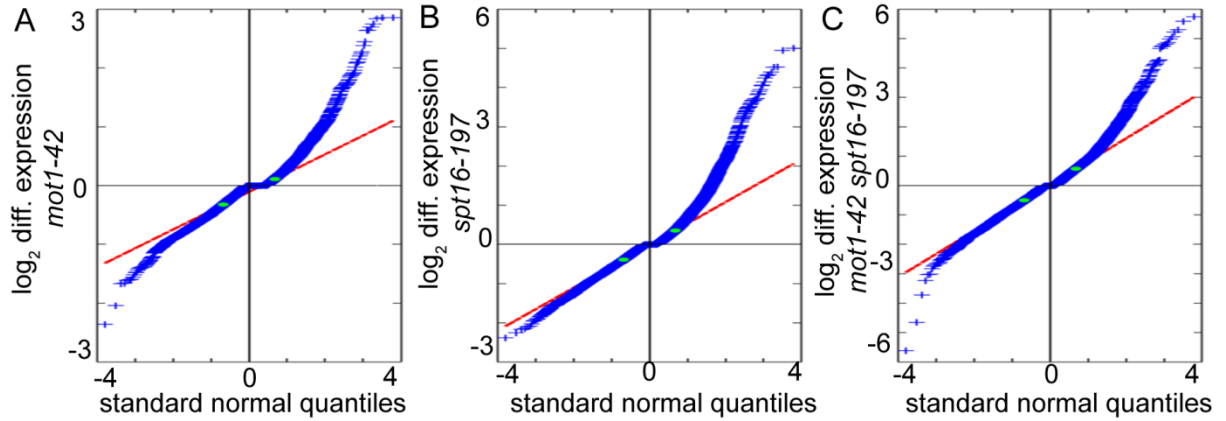 A
log₂ diff. expression
mot1-42
3
0
-3
-4
0
4
standard normal quantiles
B
log₂ diff. expression
spt16-197
6
3
0
-3
-4
0
4
standard normal quantiles
C
log₂ diff. expression
mot1-42 spt16-197
6
3
0
-3
-6
-4
0
4
standard normal quantiles